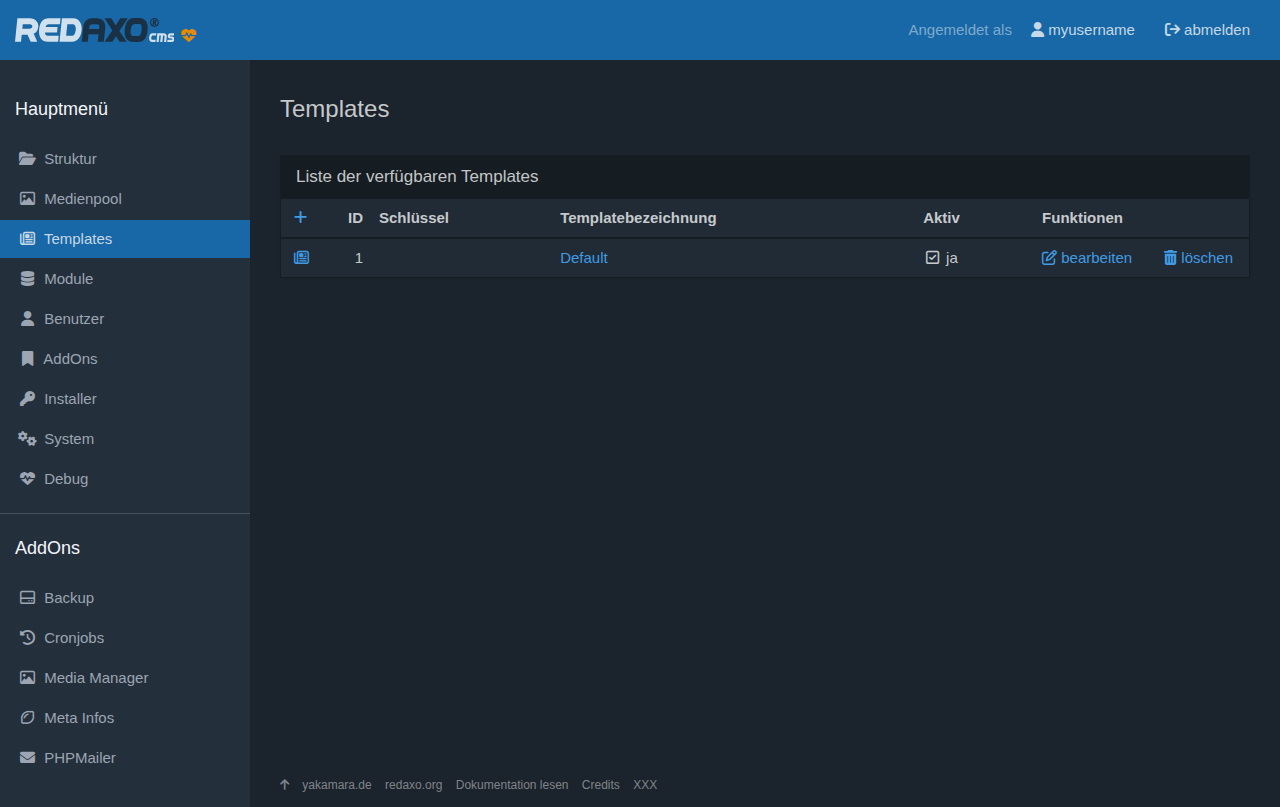 REDAXO® cms
Angemeldet als myusername abmelden
Hauptmenü
Struktur
Medienpool
Templates
Module
Benutzer
AddOns
Installer
System
Debug
AddOns
Backup
Cronjobs
Media Manager
Meta Infos
PHPMailer
Templates
Liste der verfügbaren Templates
ID Schlüssel Templatebezeichnung Aktiv Funktionen
1 Default ja bearbeiten löschen
yakamara.de redaxo.org Dokumentation lesen Credits XXX